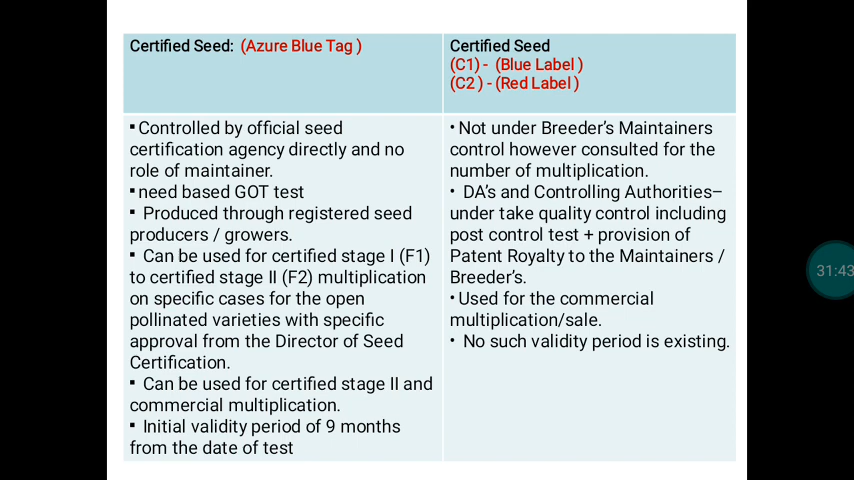 Certified Seed: (Azure Blue Tag )
Certified Seed
(C1) - (Blue Label )
(C2 ) - (Red Label )
▪Controlled by official seed
certification agency directly and no
role of maintainer.
▪need based GOT test
▪ Produced through registered seed
producers / growers.
▪ Can be used for certified stage I (F1)
to certified stage II (F2) multiplication
on specific cases for the open
pollinated varieties with specific
approval from the Director of Seed
Certification.
▪ Can be used for certified stage II and
commercial multiplication.
▪ Initial validity period of 9 months
from the date of test
•Not under Breeder’s Maintainers
control however consulted for the
number of multiplication.
• DA’s and Controlling Authorities–
under take quality control including
post control test + provision of
Patent Royalty to the Maintainers /
Breeder’s.
•Used for the commercial
multiplication/sale.
• No such validity period is existing.
31:43